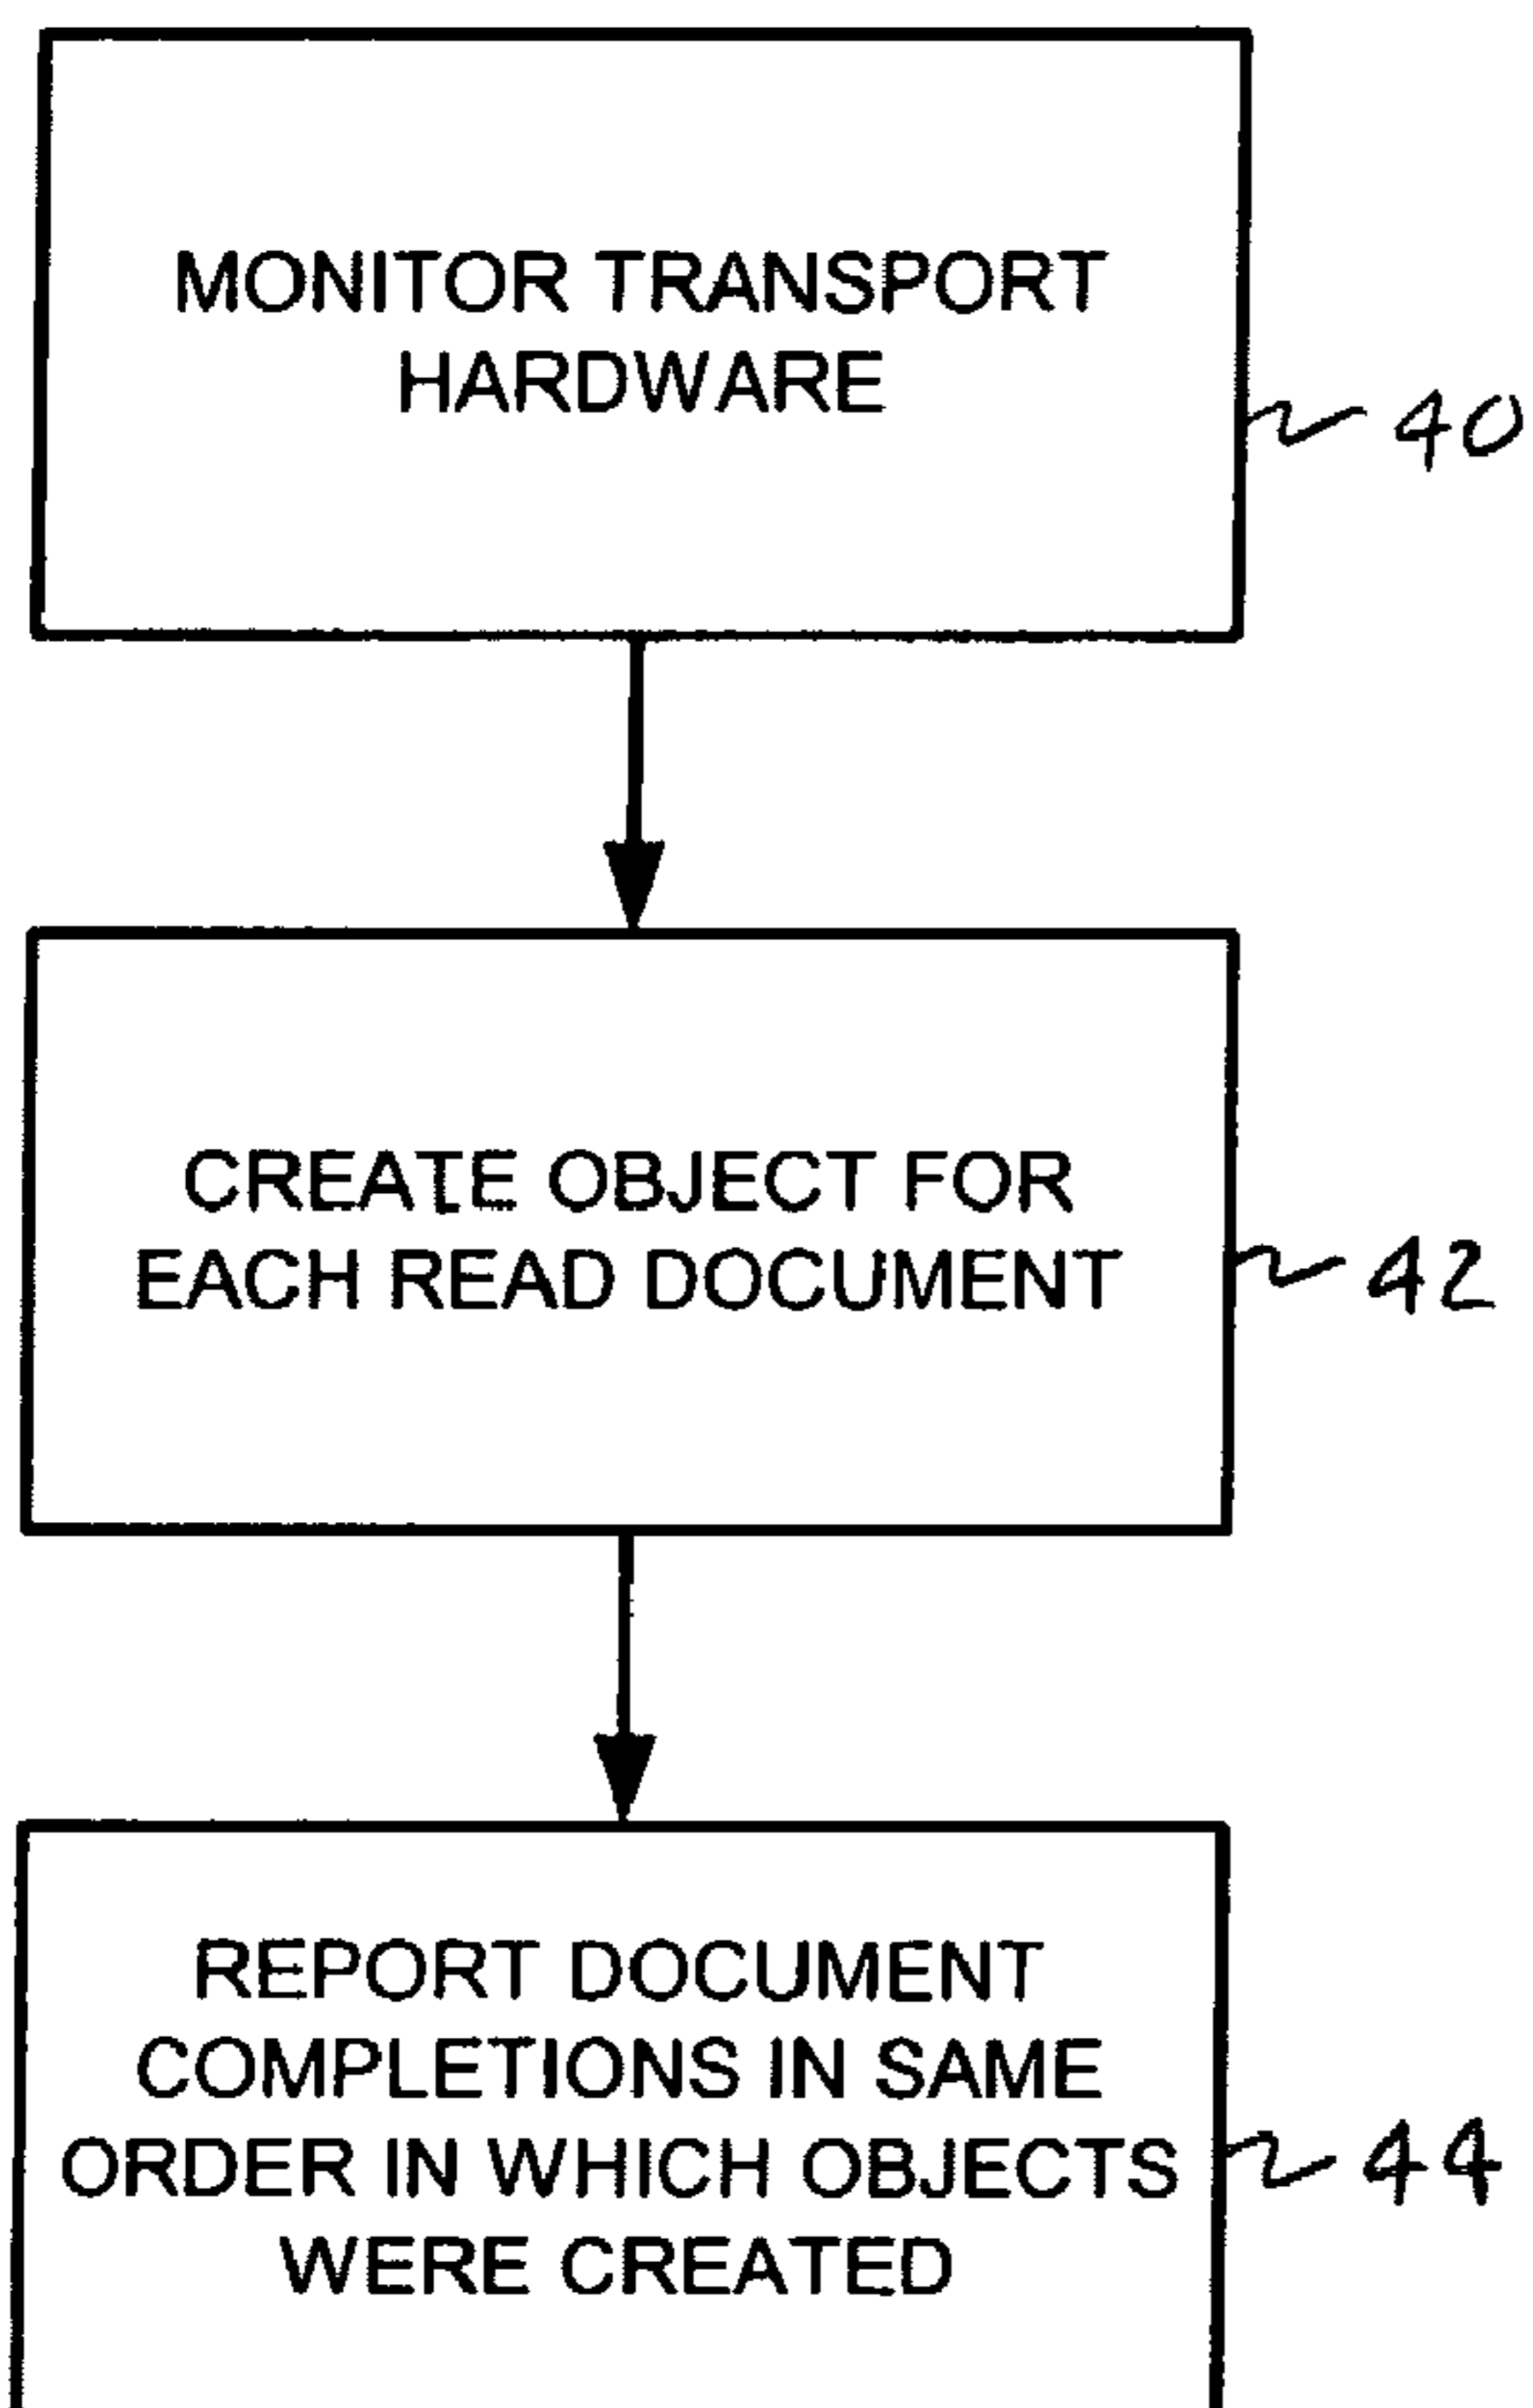 MONITOR TRANSPORT
HARDWARE
40
CREATE OBJECT FOR
EACH READ DOCUMENT
42
REPORT DOCUMENT
COMPLETIONS IN SAME
ORDER IN WHICH OBJECTS
44
WERE CREATED